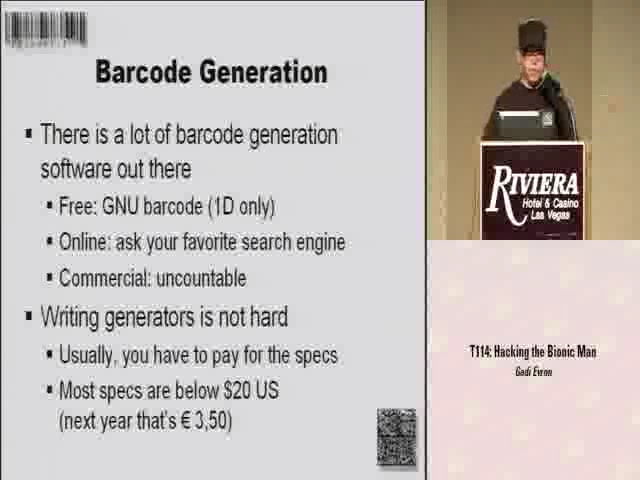 Barcode Generation
▪ There is a lot of barcode generation
software out there
▪ Free: GNU barcode (1D only)
▪ Online: ask your favorite search engine
▪ Commercial: uncountable
▪ Writing generators is not hard
▪ Usually, you have to pay for the specs
▪ Most specs are below $20 US
(next year that's € 3,50)
RIVIERA
Hotel & Casino
Las Vegas
T114: Hacking the Bionic Man
Gadi Evron